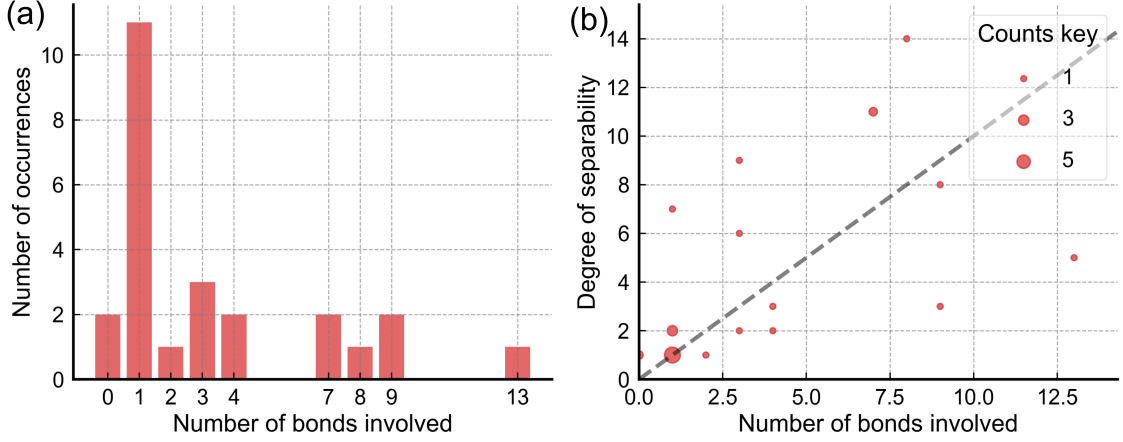 (a)
Number of occurrences
10
8
6
4
2
0
0 1 2 3 4 7 8 9 13
Number of bonds involved
(b)
Degree of separability
14
12
10
8
6
4
2
0
0.0 2.5 5.0 7.5 10.0 12.5
Number of bonds involved
Counts key
1
3
5